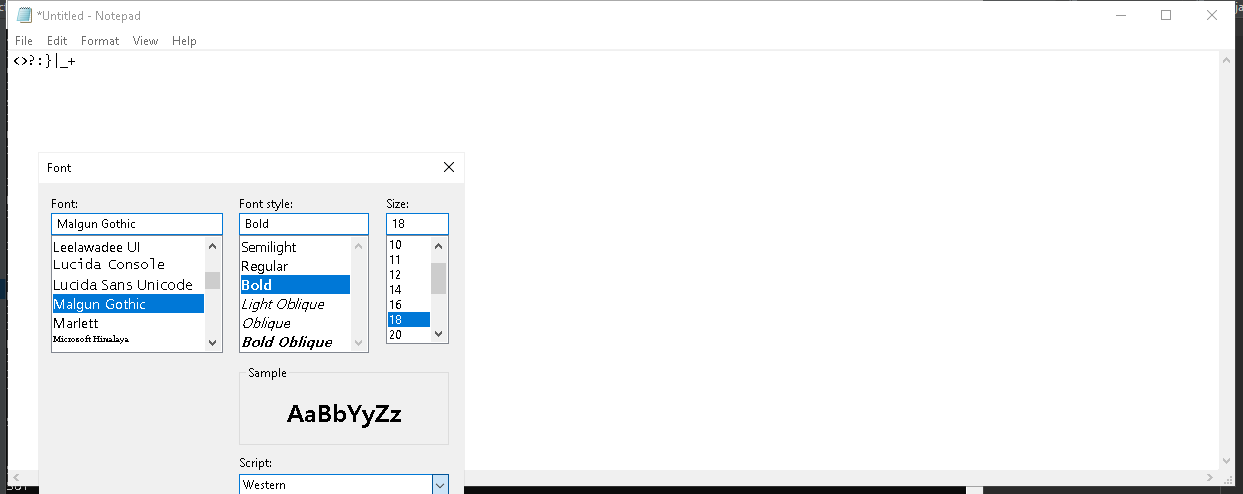 *Untitled - Notepad
File Edit Format View Help
<>?:}|_+
Font
Font: Font style: Size:
Malgun Gothic Bold 18
Leelawadee UI
Lucida Console
Lucida Sans Unicode
Malgun Gothic
Marlett
Microsoft Himalaya
Semilight
Regular
Bold
Light Oblique
Oblique
Bold Oblique
10
11
12
14
16
18
20
Sample
AaBbYyZz
Script:
Western